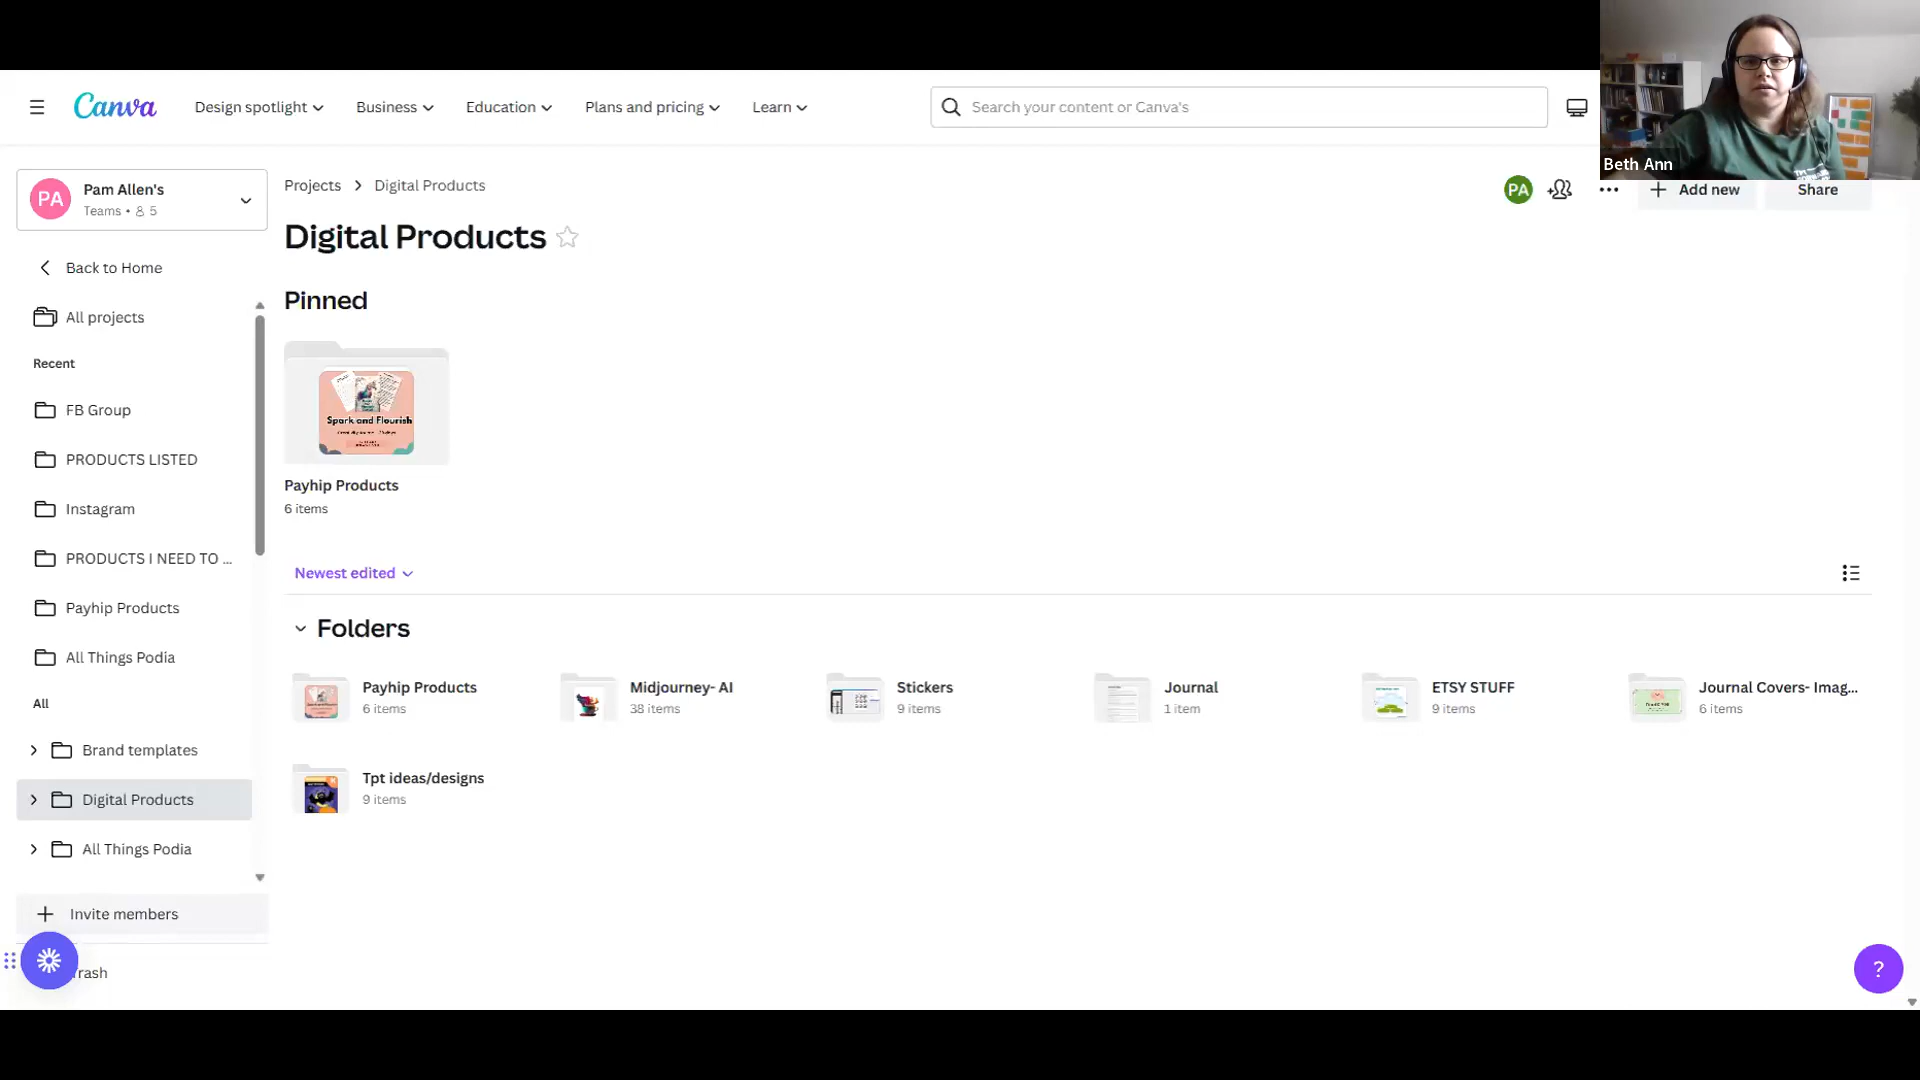 Canva
Design spotlight
Business
Education
Plans and pricing
Learn
Search your content or Canva's
Beth Ann
PA
Pam Allen's
Teams • 5
Projects > Digital Products
PA
Add new
Share
Digital Products
Back to Home
Pinned
All projects
Recent
FB Group
PRODUCTS LISTED
Instagram
PRODUCTS I NEED TO ...
Payhip Products
All Things Podia
All
Brand templates
Digital Products
All Things Podia
Invite members
rash
Spark and Flourish
Payhip Products
6 items
Newest edited
Folders
Payhip Products
6 items
Midjourney- AI
38 items
Stickers
9 items
Journal
1 item
ETSY STUFF
9 items
Journal Covers- Imag...
6 items
Tpt ideas/designs
9 items
?